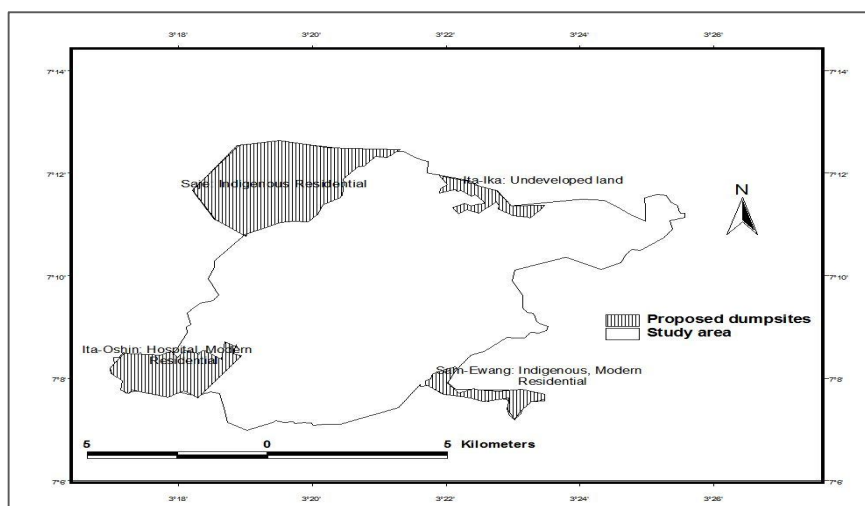 3°18' 3°20' 3°22' 3°24' 3°26'
7°14' 7°14'
7°12' 7°12'
Saje: Indigenous Residential
Ita-Ika: Undeveloped land
N
7°10' 7°10'
Proposed dumpsites
Study area
Ita-Oshin: Hospital, Modern
Residential
Sam-Ewang: Indigenous, Modern
Residential
7°8' 7°8'
5 0 5 Kilometers
7°6' 7°6'
3°18' 3°20' 3°22' 3°24' 3°26'